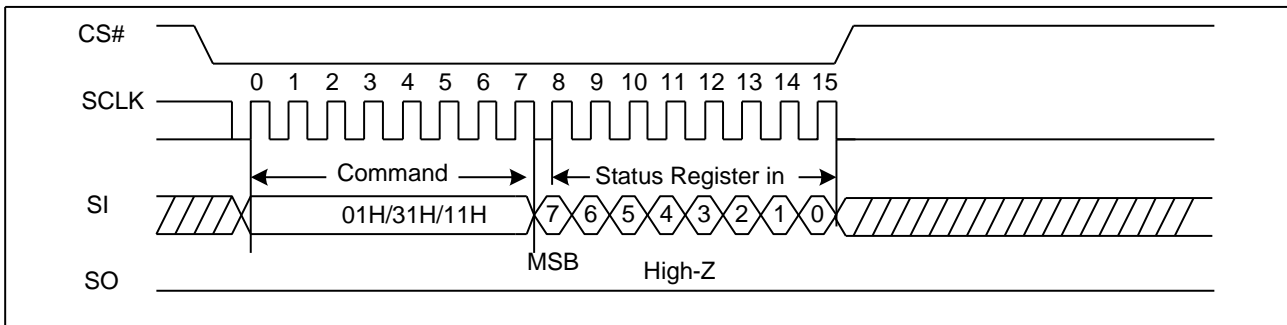 CS#
0 1 2 3 4 5 6 7 8 9 10 11 12 13 14 15
SCLK
Command Status Register in
SI 01H/31H/11H 7 6 5 4 3 2 1 0
MSB High-Z
SO